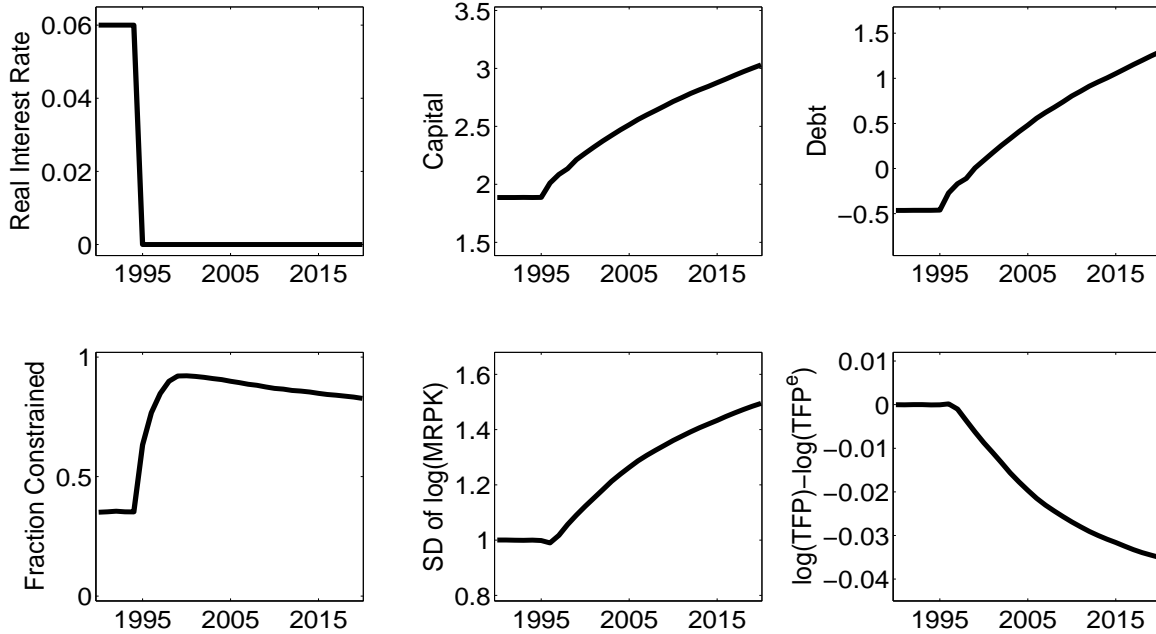 Real Interest Rate
0.06
0.04
0.02
0
1995 2005 2015
Capital
3.5
3
2.5
2
1.5
1995 2005 2015
Debt
1.5
1
0.5
0
−0.5
1995 2005 2015
Fraction Constrained
1
0.5
0
1995 2005 2015
SD of log(MRPK)
1.6
1.4
1.2
1
0.8
1995 2005 2015
log(TFP)−log(TFPᵉ)
0.01
0
−0.01
−0.02
−0.03
−0.04
1995 2005 2015